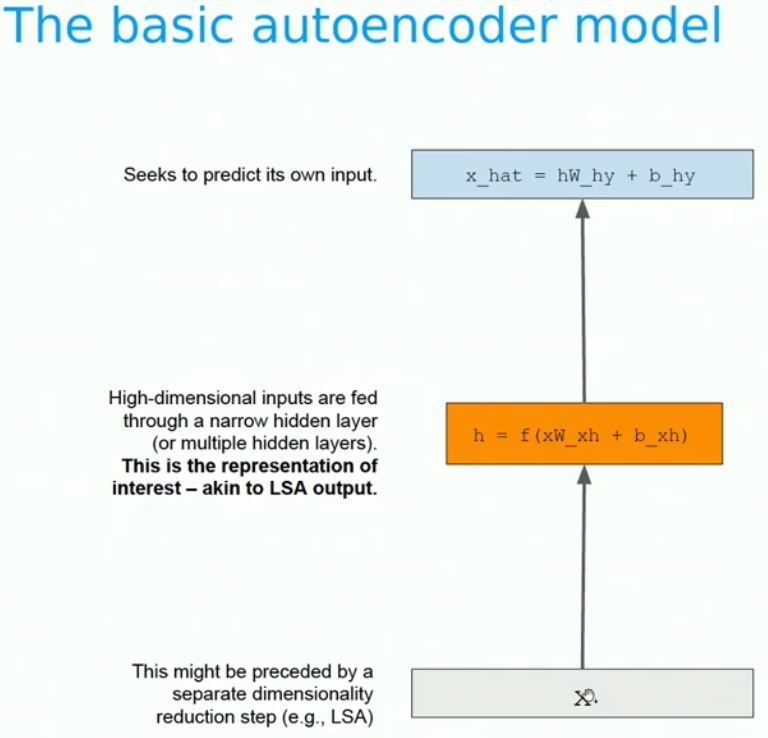 The basic autoencoder model
Seeks to predict its own input.
x_hat = hW_hy + b_hy
High-dimensional inputs are fed
through a narrow hidden layer
(or multiple hidden layers).
This is the representation of
interest – akin to LSA output.
h = f(xW_xh + b_xh)
This might be preceded by a
separate dimensionality
reduction step (e.g., LSA)
x